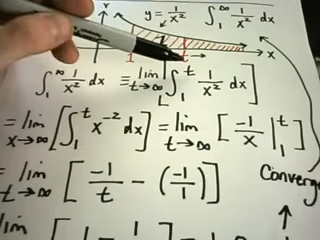 y = 1/x² ∫₁^∞ 1/x² dx
Y
1 t x
∫₁^∞ 1/x² dx ≡ lim t→∞ [∫₁^t 1/x² dx]
= lim x→∞ [∫₁^t x⁻² dx] = lim t→∞ [-1/x |₁^t]
= lim t→∞ [-1/t - (-1/1)]
Converge
lim